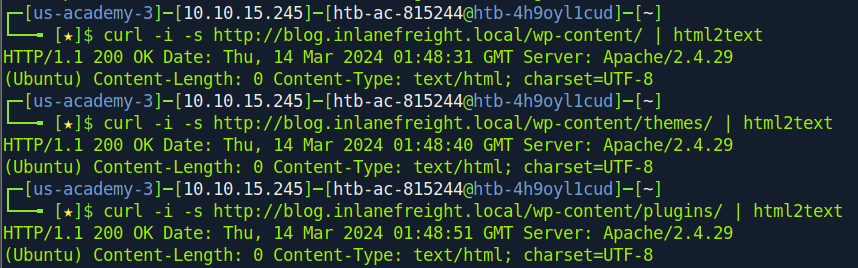 ┌─[us-academy-3]─[10.10.15.245]─[htb-ac-815244@htb-4h9oyl1cud]─[~]
└──╼ [★]$ curl -i -s http://blog.inlanefreight.local/wp-content/ | html2text
HTTP/1.1 200 OK Date: Thu, 14 Mar 2024 01:48:31 GMT Server: Apache/2.4.29
(Ubuntu) Content-Length: 0 Content-Type: text/html; charset=UTF-8
┌─[us-academy-3]─[10.10.15.245]─[htb-ac-815244@htb-4h9oyl1cud]─[~]
└──╼ [★]$ curl -i -s http://blog.inlanefreight.local/wp-content/themes/ | html2text
HTTP/1.1 200 OK Date: Thu, 14 Mar 2024 01:48:40 GMT Server: Apache/2.4.29
(Ubuntu) Content-Length: 0 Content-Type: text/html; charset=UTF-8
┌─[us-academy-3]─[10.10.15.245]─[htb-ac-815244@htb-4h9oyl1cud]─[~]
└──╼ [★]$ curl -i -s http://blog.inlanefreight.local/wp-content/plugins/ | html2text
HTTP/1.1 200 OK Date: Thu, 14 Mar 2024 01:48:51 GMT Server: Apache/2.4.29
(Ubuntu) Content-Length: 0 Content-Type: text/html; charset=UTF-8